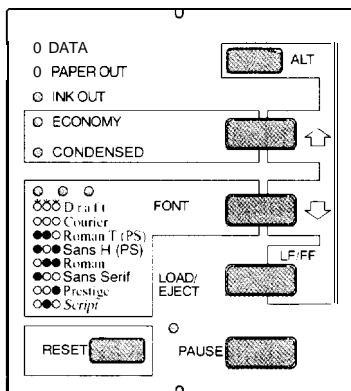 DATA
ALT
PAPER OUT
INK OUT
ECONOMY
CONDENSED
FONT
Draft
Courier
Roman T (PS)
Sans H (PS)
Roman
Sans Serif
Prestige
Script
LF/FF
LOAD/
EJECT
RESET
PAUSE